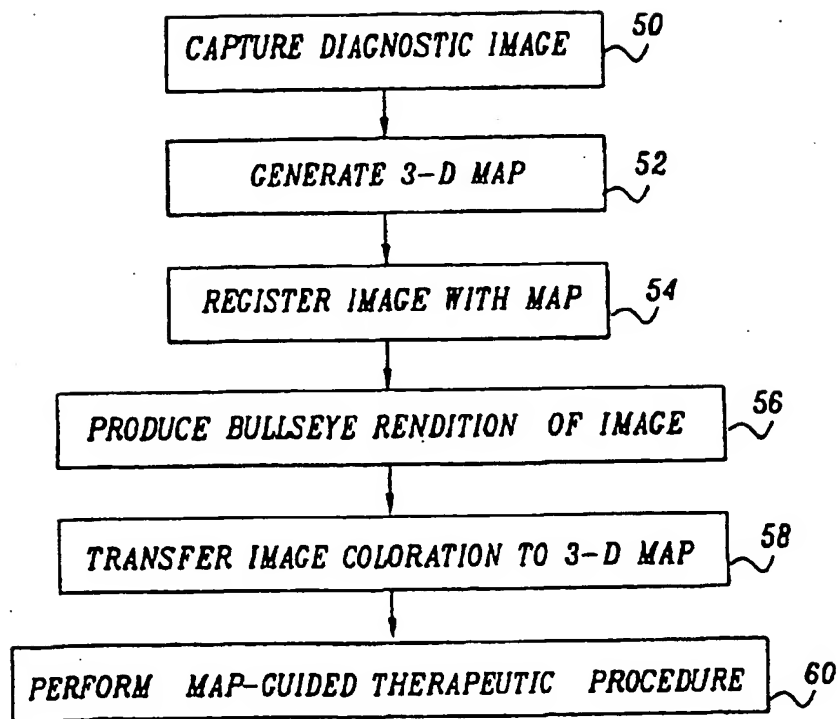 CAPTURE DIAGNOSTIC IMAGE 50
GENERATE 3-D MAP 52
REGISTER IMAGE WITH MAP 54
PRODUCE BULLSEYE RENDITION OF IMAGE 56
TRANSFER IMAGE COLORATION TO 3-D MAP 58
PERFORM MAP-GUIDED THERAPEUTIC PROCEDURE 60